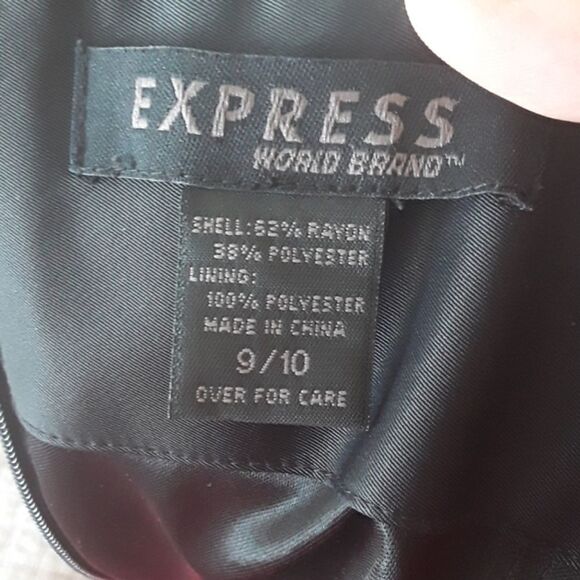 EXPRESS
WORLD BRAND™
SHELL: 62% RAYON
38% POLYESTER
LINING:
100% POLYESTER
MADE IN CHINA
9/10
OVER FOR CARE